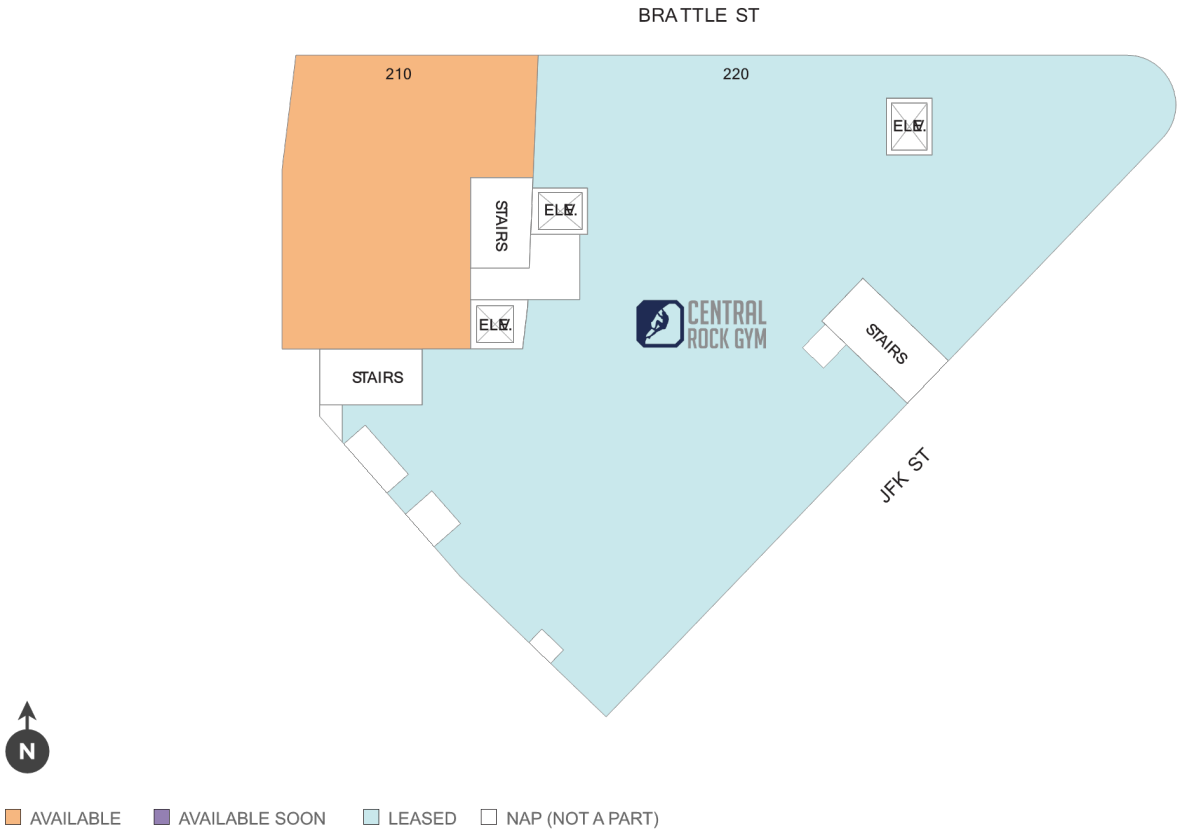 BRATTLE ST
210
220
ELEV.
STAIRS
ELEV.
ELEV.
CENTRAL
ROCK GYM
STAIRS
STAIRS
JFK ST
N
AVAILABLE
AVAILABLE SOON
LEASED
NAP (NOT A PART)